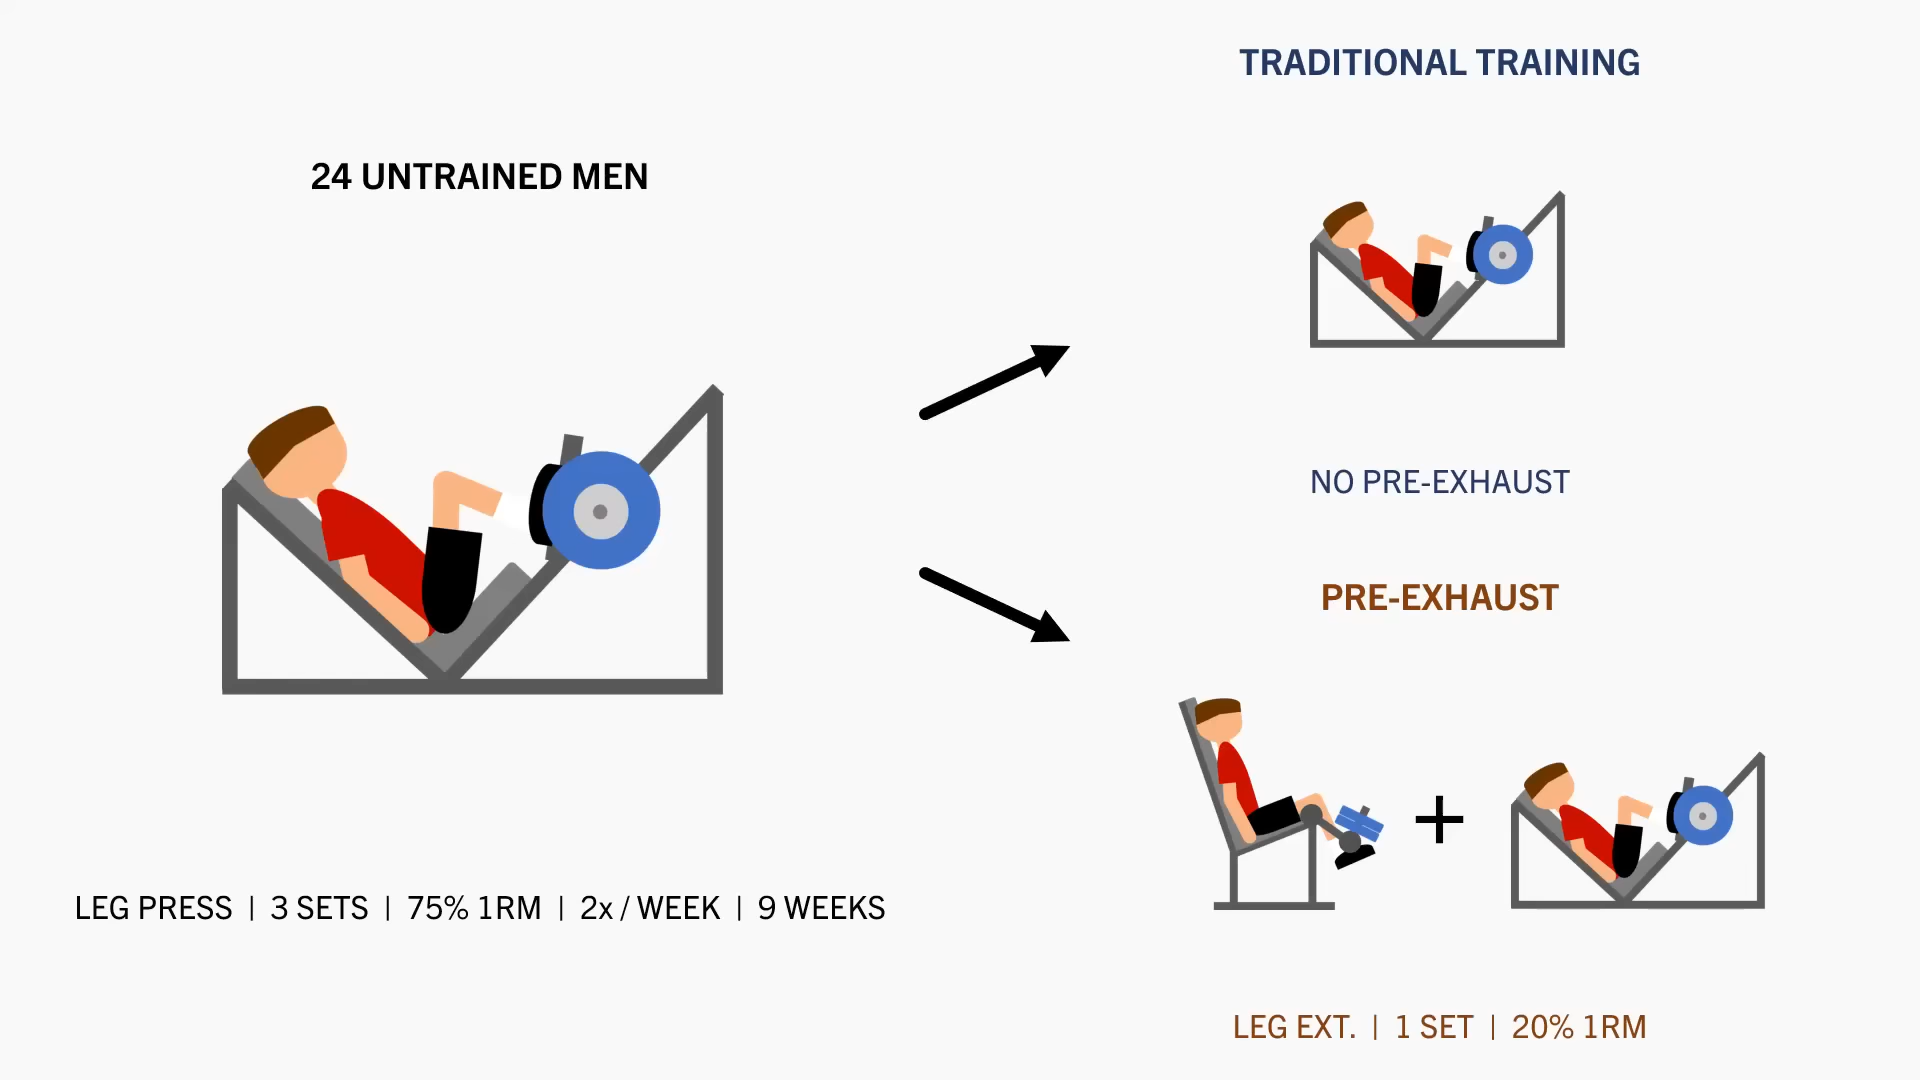 24 UNTRAINED MEN
LEG PRESS | 3 SETS | 75% 1RM | 2x / WEEK | 9 WEEKS
TRADITIONAL TRAINING
NO PRE-EXHAUST
PRE-EXHAUST
LEG EXT. | 1 SET | 20% 1RM